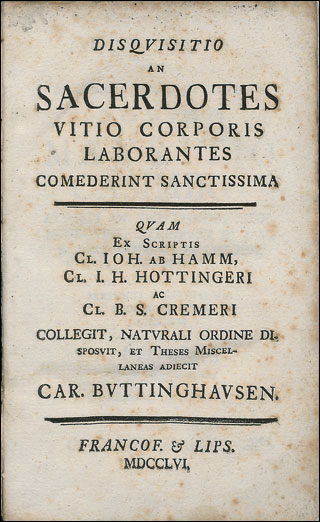 DISQVISITIO
AN
SACERDOTES
VITIO CORPORIS
LABORANTES
COMEDERINT SANCTISSIMA
QVAM
EX SCRIPTIS
CL. IOH. AB HAMM,
CL. I. H. HOTTINGERI
AC
CL. B. S. CREMERI
COLLEGIT, NATVRALI ORDINE DI-
SPOSVIT, ET THESES MISCEL-
LANEAS ADIECIT
CAR. BVTTINGHAVSEN.
FRANCOF. & LIPS.
MDCCLVI,